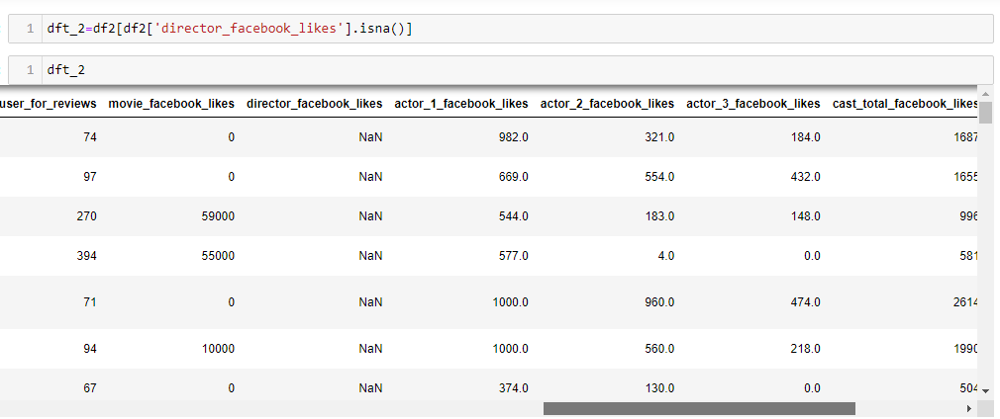 1 dft_2=df2[df2['director_facebook_likes'].isna()]
1 dft_2
user_for_reviews movie_facebook_likes director_facebook_likes actor_1_facebook_likes actor_2_facebook_likes actor_3_facebook_likes cast_total_facebook_likes
74 0 NaN 982.0 321.0 184.0 1687
97 0 NaN 669.0 554.0 432.0 1655
270 59000 NaN 544.0 183.0 148.0 996
394 55000 NaN 577.0 4.0 0.0 581
71 0 NaN 1000.0 960.0 474.0 2614
94 10000 NaN 1000.0 560.0 218.0 1990
67 0 NaN 374.0 130.0 0.0 504